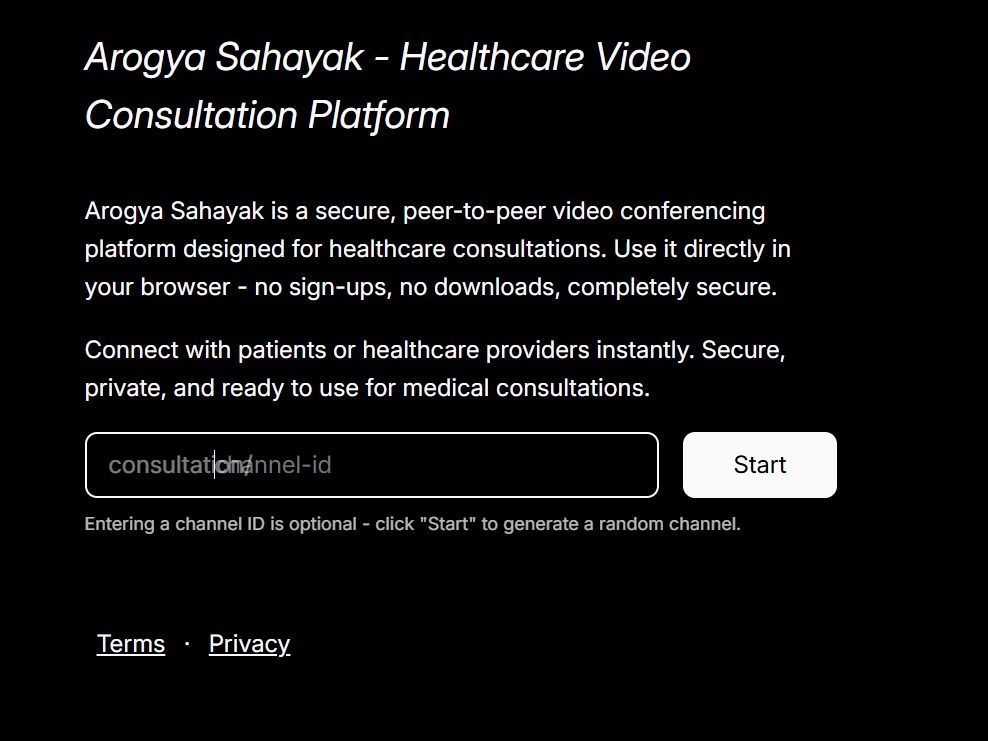 Arogya Sahayak - Healthcare Video
Consultation Platform
Arogya Sahayak is a secure, peer-to-peer video conferencing
platform designed for healthcare consultations. Use it directly in
your browser - no sign-ups, no downloads, completely secure.
Connect with patients or healthcare providers instantly. Secure,
private, and ready to use for medical consultations.
consultation/channel-id
Start
Entering a channel ID is optional - click "Start" to generate a random channel.
Terms · Privacy